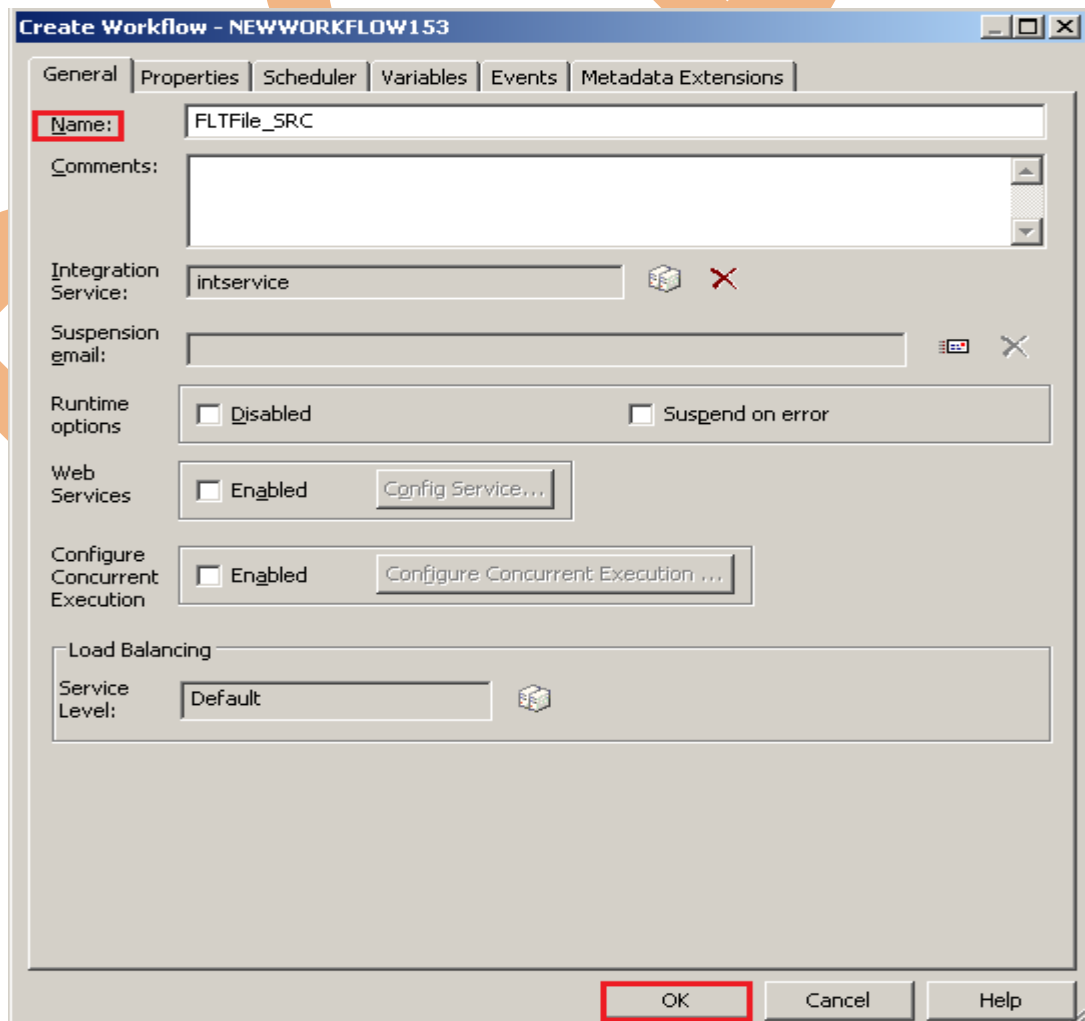 Create Workflow - NEWWORKFLOW153
General Properties Scheduler Variables Events Metadata Extensions
Name: FLTFile_SRC
Comments:
Integration
Service: intservice
Suspension
email:
Runtime
options Disabled Suspend on error
Web
Services Enabled Config Service...
Configure
Concurrent
Execution Enabled Configure Concurrent Execution ...
Load Balancing
Service
Level: Default
OK Cancel Help